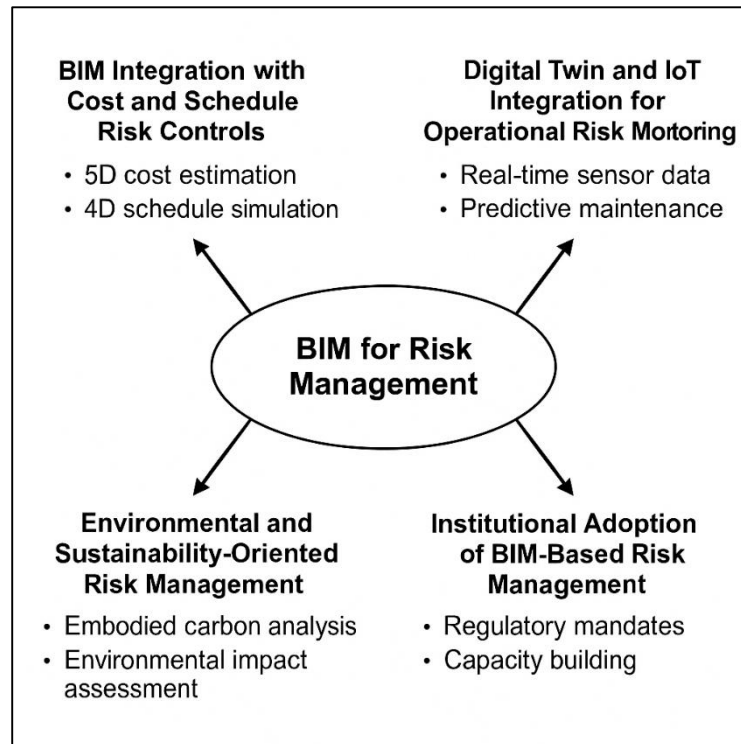 BIM Integration with
Cost and Schedule
Risk Controls
• 5D cost estimation
• 4D schedule simulation
Digital Twin and IoT
Integration for
Operational Risk Mortoring
• Real-time sensor data
• Predictive maintenance
BIM for Risk
Management
Environmental and
Sustainability-Oriented
Risk Management
• Embodied carbon analysis
• Environmental impact
assessment
Institutional Adoption
of BIM-Based Risk
Management
• Regulatory mandates
• Capacity building